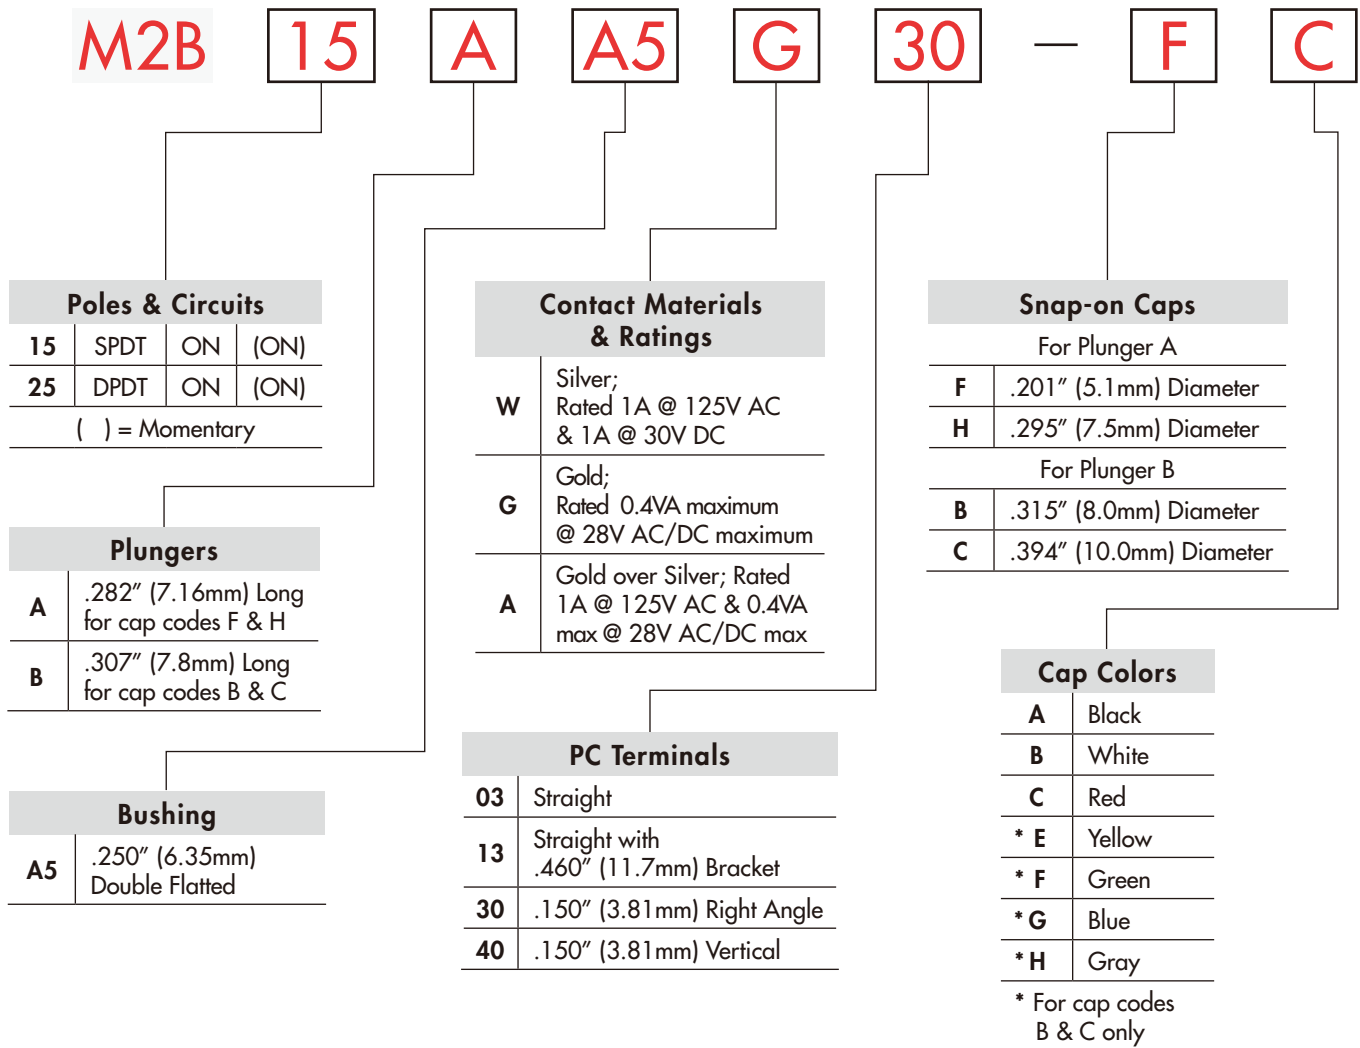 M2B 15 A A5 G 30 — F C
Poles & Circuits
15 SPDT ON (ON)
25 DPDT ON (ON)
( ) = Momentary
Plungers
A .282" (7.16mm) Long
for cap codes F & H
B .307" (7.8mm) Long
for cap codes B & C
Bushing
A5 .250" (6.35mm)
Double Flatted
Contact Materials
& Ratings
W Silver;
Rated 1A @ 125V AC
& 1A @ 30V DC
G Gold;
Rated 0.4VA maximum
@ 28V AC/DC maximum
A Gold over Silver; Rated
1A @ 125V AC & 0.4VA
max @ 28V AC/DC max
PC Terminals
03 Straight
13 Straight with
.460" (11.7mm) Bracket
30 .150" (3.81mm) Right Angle
40 .150" (3.81mm) Vertical
Snap-on Caps
For Plunger A
F .201" (5.1mm) Diameter
H .295" (7.5mm) Diameter
For Plunger B
B .315" (8.0mm) Diameter
C .394" (10.0mm) Diameter
Cap Colors
A Black
B White
C Red
* E Yellow
* F Green
* G Blue
* H Gray
* For cap codes
B & C only